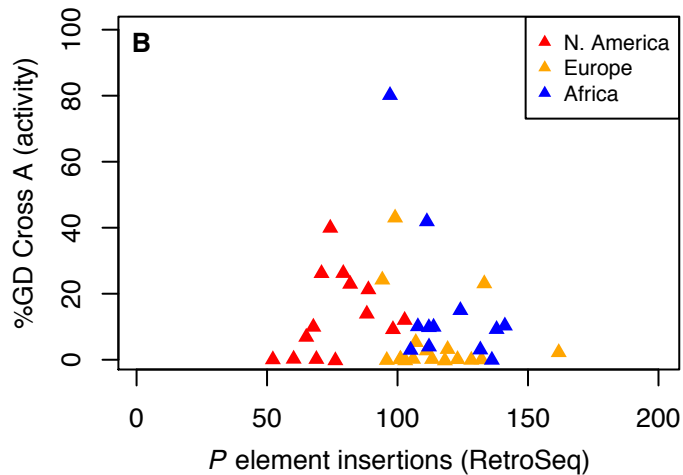 B
N. America
Europe
Africa
%GD Cross A (activity)
100
80
60
40
20
0
0 50 100 150 200
P element insertions (RetroSeq)